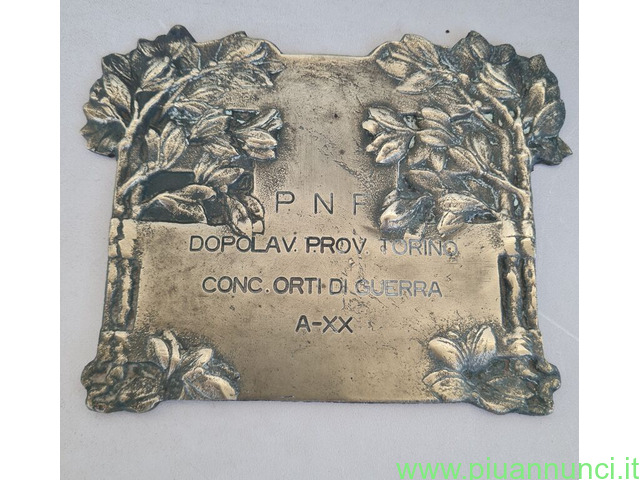 P N F
DOPOLAV. PROV. TORINO
CONC. ORTI DI GUERRA
A-XX
www.piuannunci.it